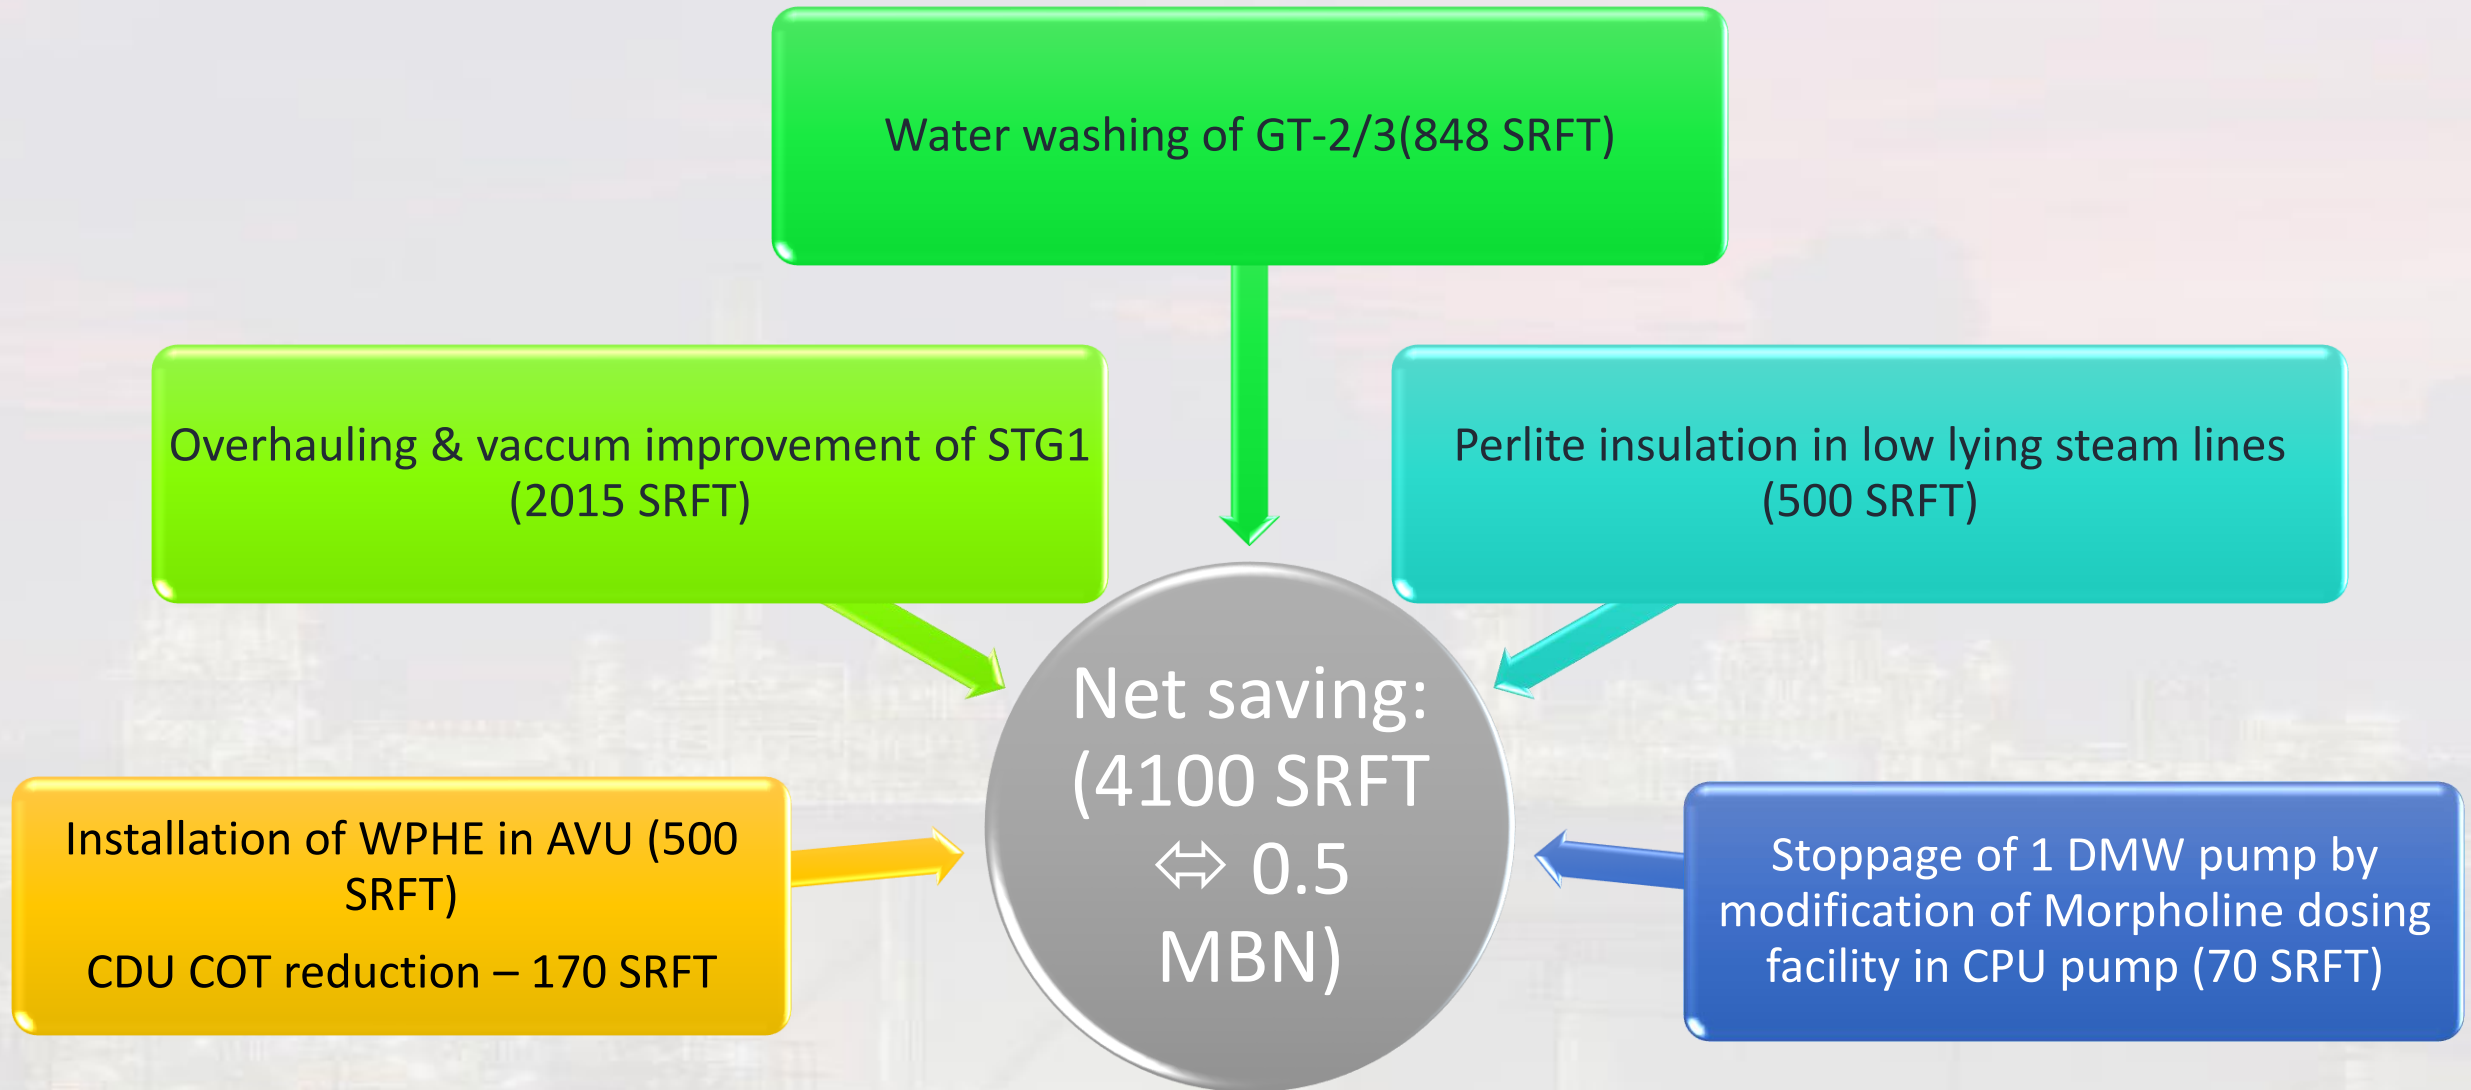 Water washing of GT-2/3(848 SRFT)
Overhauling & vaccum improvement of STG1
(2015 SRFT)
Perlite insulation in low lying steam lines
(500 SRFT)
Net saving:
(4100 SRFT
⇔ 0.5
MBN)
Installation of WPHE in AVU (500
SRFT)
CDU COT reduction – 170 SRFT
Stoppage of 1 DMW pump by
modification of Morpholine dosing
facility in CPU pump (70 SRFT)